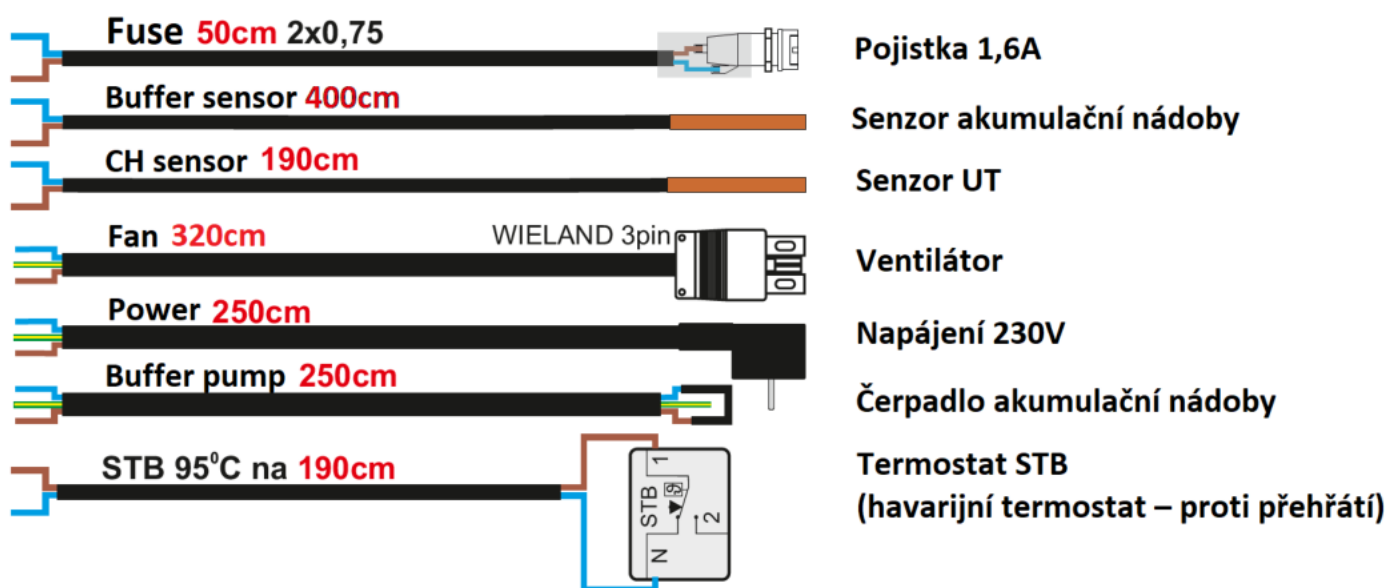 Fuse 50cm 2x0,75
Pojistka 1,6A
Buffer sensor 400cm
Senzor akumulační nádoby
CH sensor 190cm
Senzor UT
Fan 320cm
WIELAND 3pin
Ventilátor
Power 250cm
Napájení 230V
Buffer pump 250cm
Čerpadlo akumulační nádoby
STB 95⁰C na 190cm
1
STB
2
N
Termostat STB
(havarijní termostat – proti přehřátí)